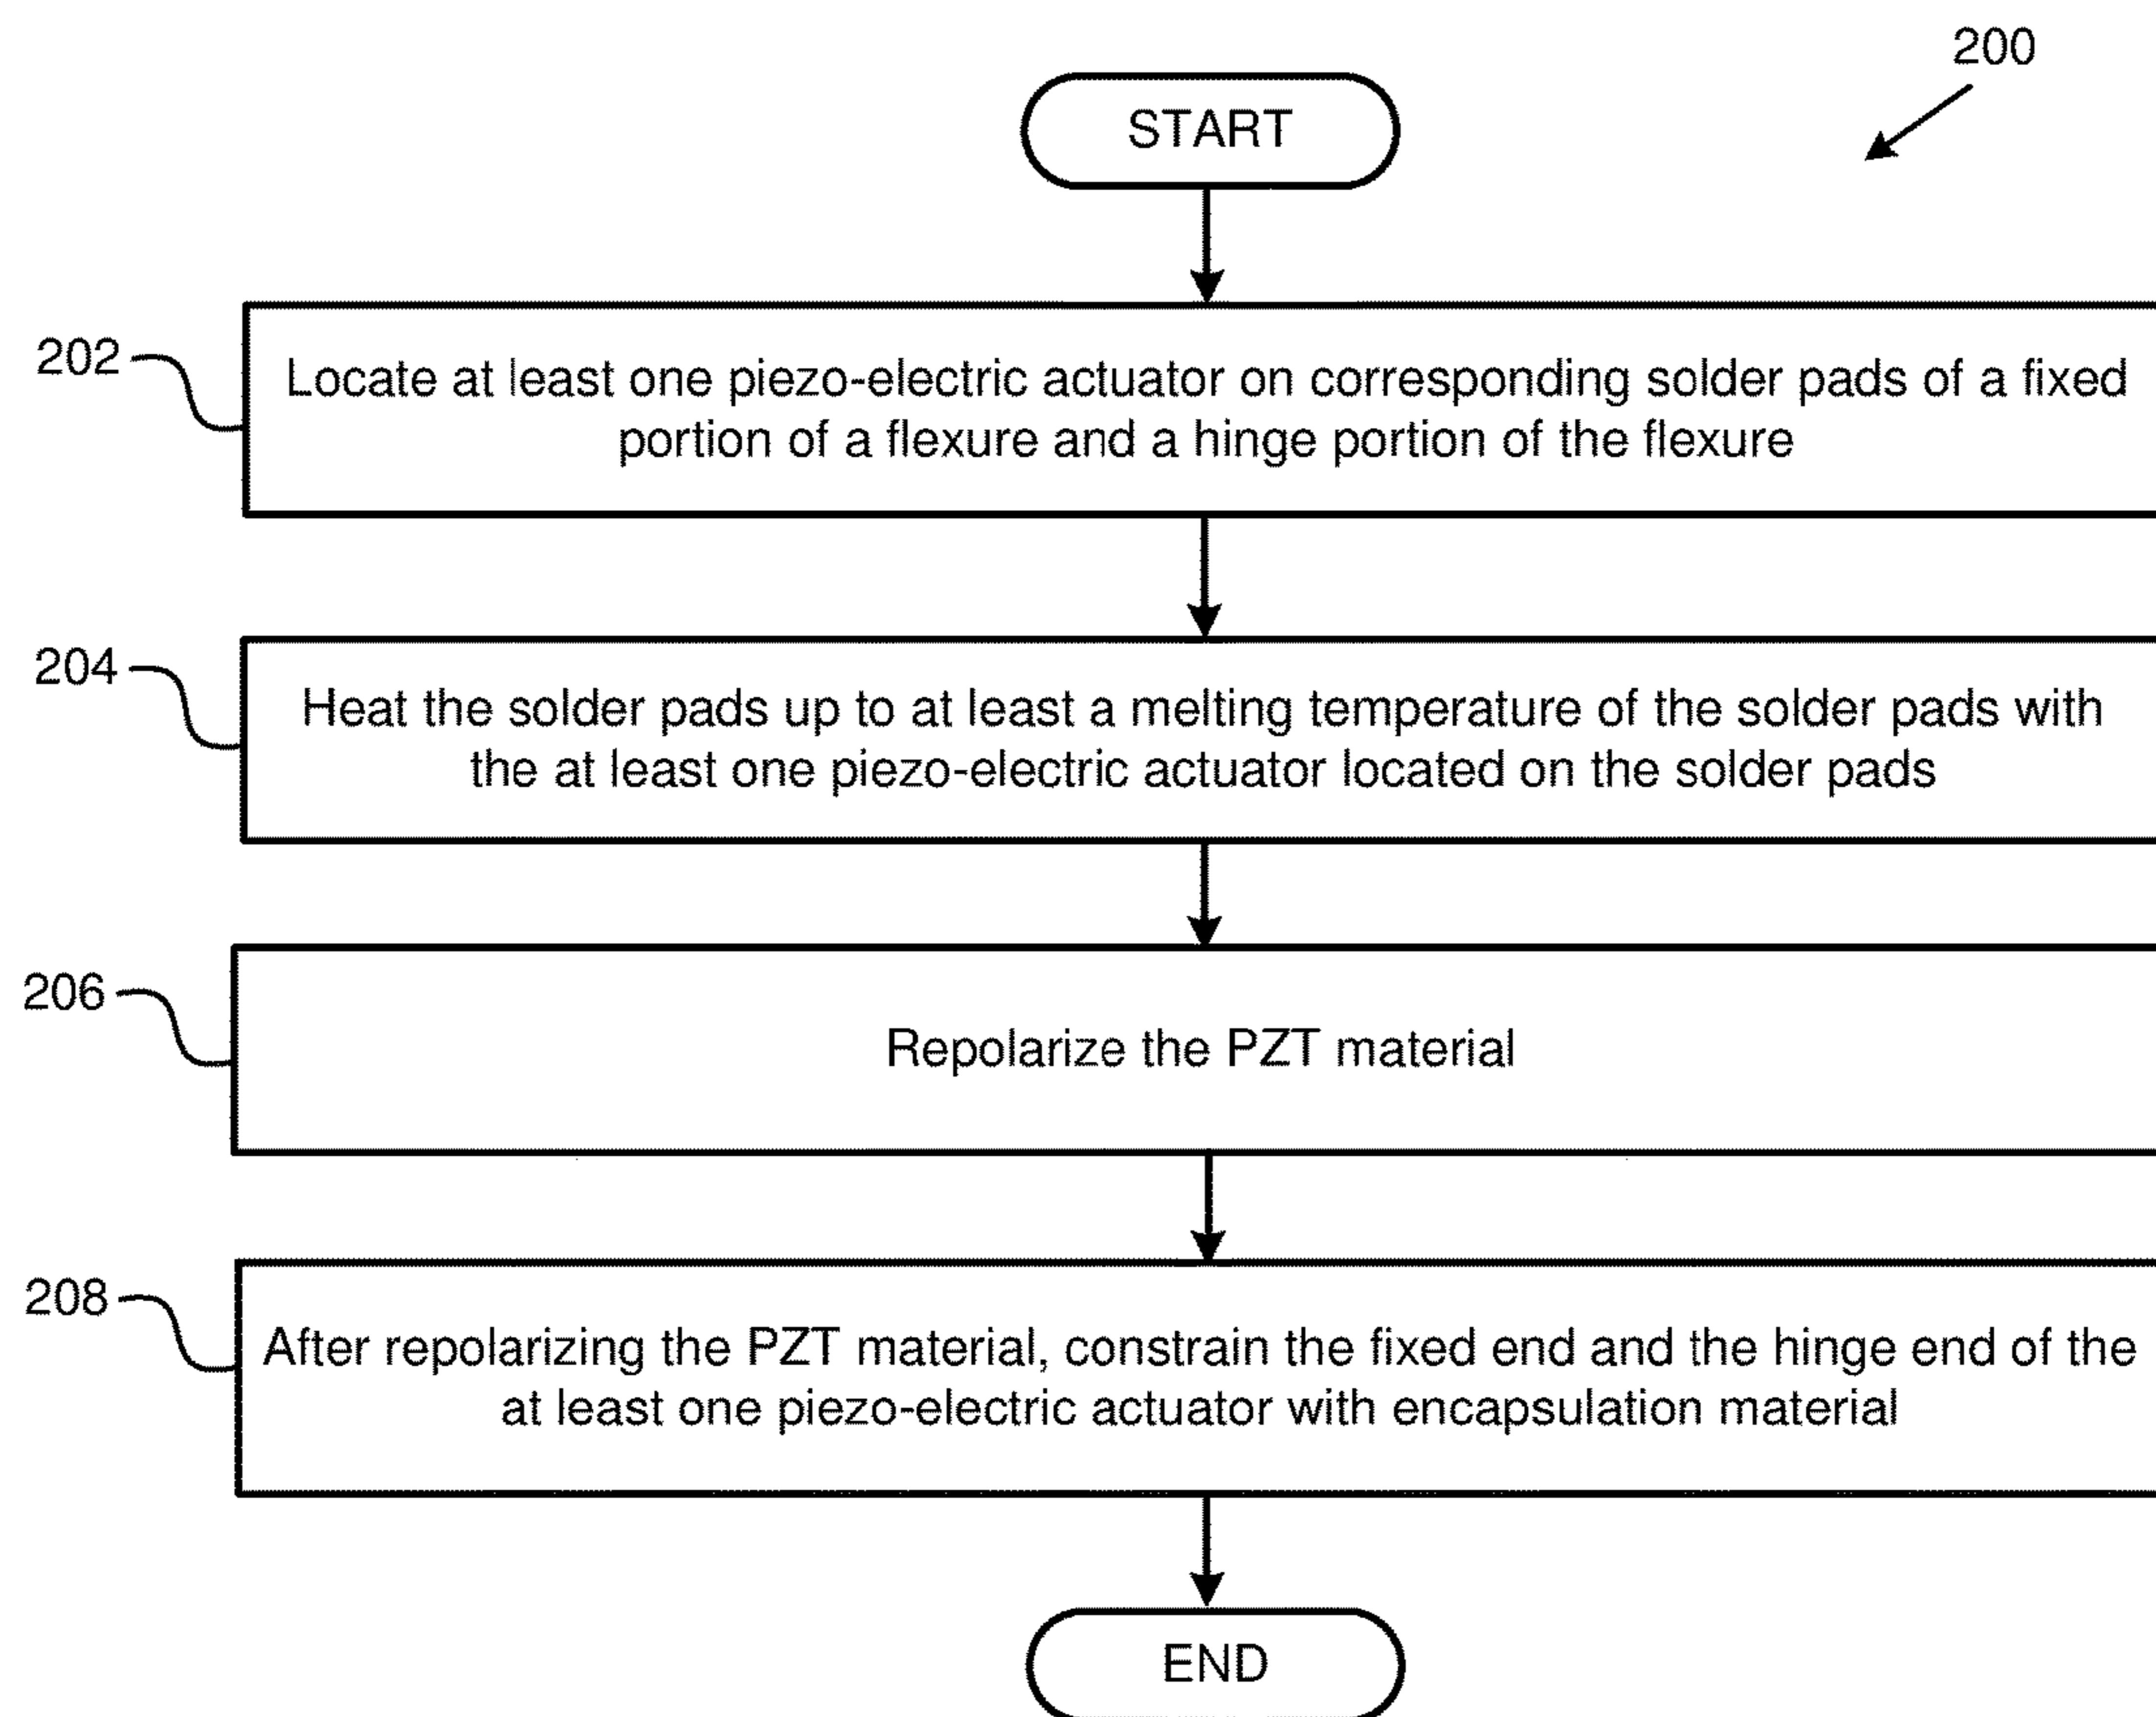 200
START
202
Locate at least one piezo-electric actuator on corresponding solder pads of a fixed
portion of a flexure and a hinge portion of the flexure
204
Heat the solder pads up to at least a melting temperature of the solder pads with
the at least one piezo-electric actuator located on the solder pads
206
Repolarize the PZT material
208
After repolarizing the PZT material, constrain the fixed end and the hinge end of the
at least one piezo-electric actuator with encapsulation material
END